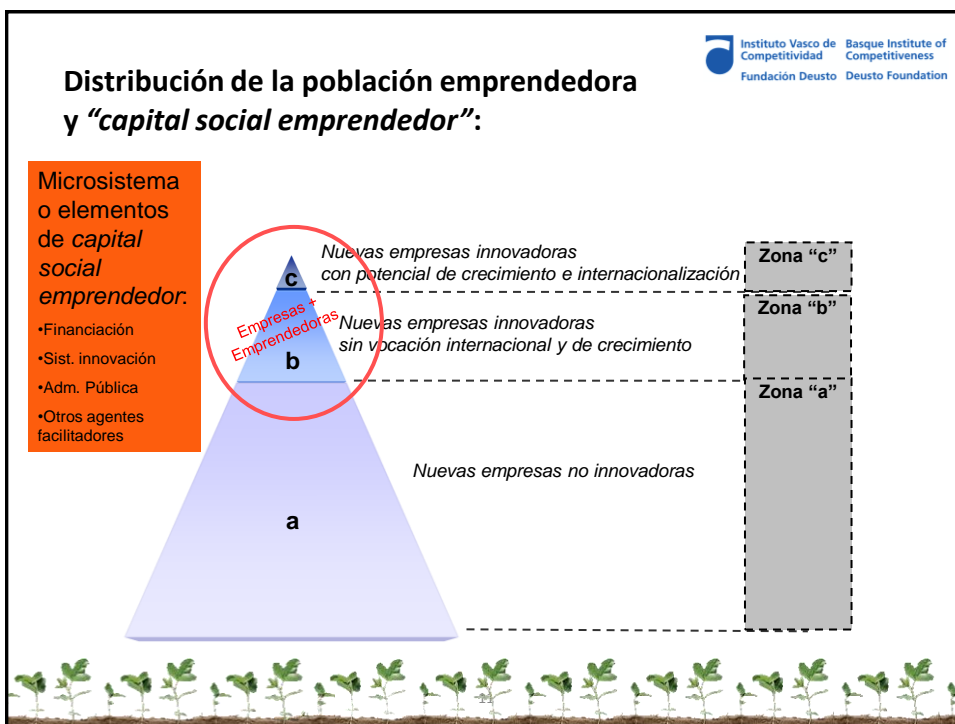 Instituto Vasco de
Competitividad
Fundación Deusto
Basque Institute of
Competitiveness
Deusto Foundation
Distribución de la población emprendedora
y “capital social emprendedor”:
Microsistema
o elementos
de capital
social
emprendedor:
•Financiación
•Sist. innovación
•Adm. Pública
•Otros agentes
facilitadores
c
Empresas +
Emprendedoras
b
a
Nuevas empresas innovadoras
con potencial de crecimiento e internacionalización
Nuevas empresas innovadoras
sin vocación internacional y de crecimiento
Nuevas empresas no innovadoras
Zona “c”
Zona “b”
Zona “a”
11